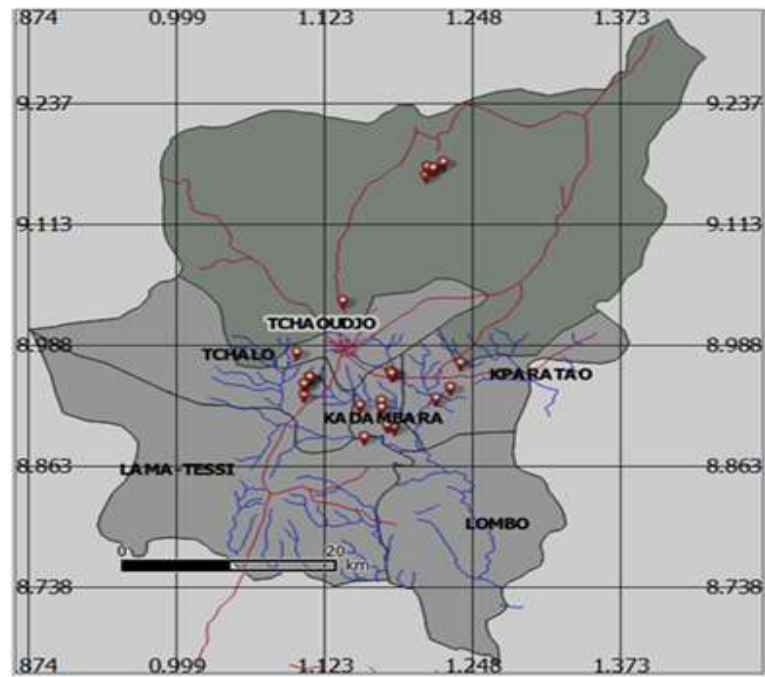 .874 0.999 1.123 1.248 1.373
9.237 9.237
9.113 9.113
TCHAOUDJO
8.988 8.988
TCHALO
KPARATAO
KADAMBARA
8.863 8.863
LAMA-TESSI
LOMBO
0 20
km
8.738 8.738
.874 0.999 1.123 1.248 1.373